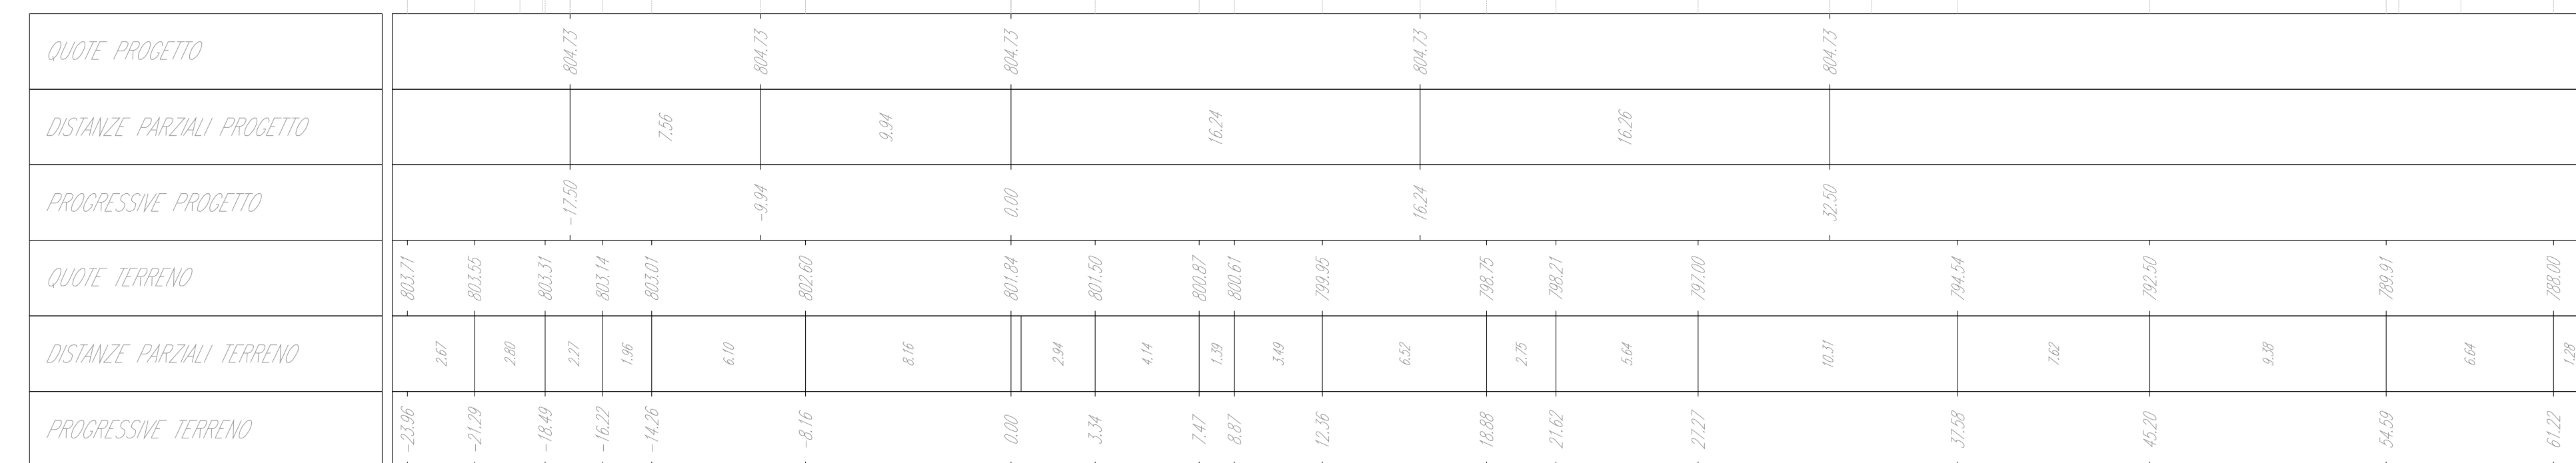 QUOTE PROGETTO 804.73 804.73 804.73 804.73 804.73
DISTANZE PARZIALI PROGETTO 7.56 9.94 16.24 16.26
PROGRESSIVE PROGETTO -17.50 -9.94 0.00 16.24 32.50
QUOTE TERRENO 803.71 803.55 803.31 803.14 803.01 802.60 801.84 801.50 800.87 800.61 799.95 798.75 798.21 797.00 794.54 792.50 789.91 788.00
DISTANZE PARZIALI TERRENO 2.67 2.80 2.27 1.96 6.10 8.16 2.94 4.14 1.39 3.49 6.52 2.75 5.64 10.31 7.62 9.38 6.64 1.28
PROGRESSIVE TERRENO -23.96 -21.29 -18.49 -16.22 -14.26 -8.16 0.00 3.34 7.47 8.87 12.36 18.88 21.62 27.27 37.58 45.20 54.59 61.22